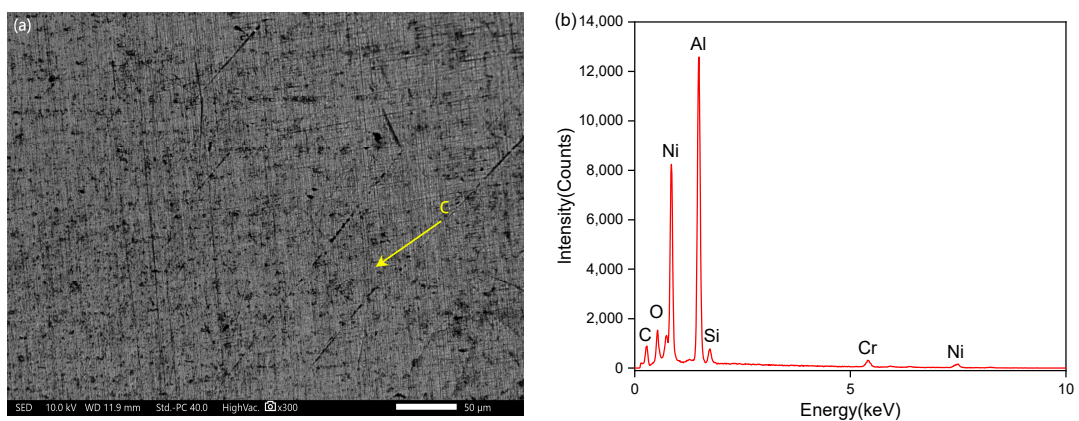 (a)
C
SED 10.0 kV WD 11.9 mm Std.-PC 40.0 HighVac. x300 50 µm
(b)
14,000
12,000
10,000
8,000
6,000
4,000
2,000
0
Intensity(Counts)
C
O
Ni
Al
Si
Cr
Ni
0 5 10
Energy(keV)